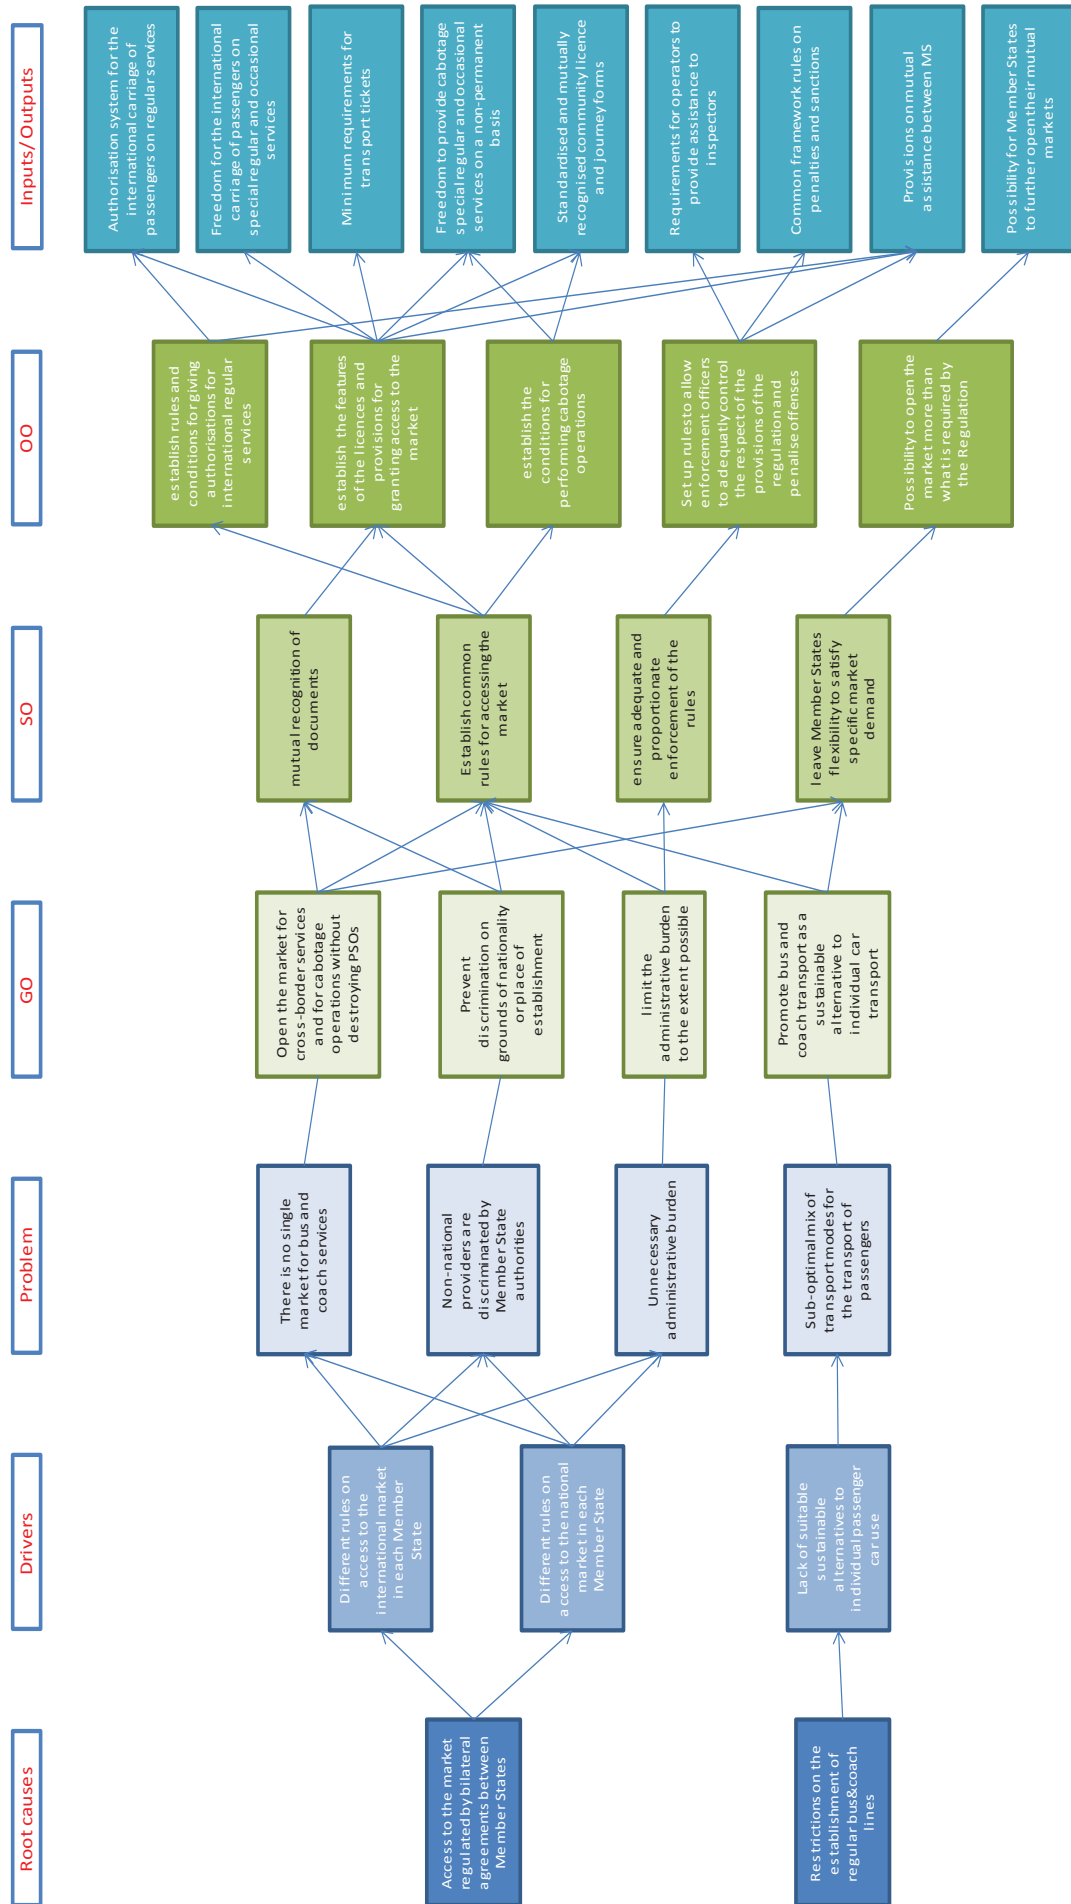 Root causes
Drivers
Problem
GO
SO
OO
Inputs/ Outputs
Access to the market
regulated by bilateral
agreements between
Member States
Restrictions on the
establishment of
regular bus&coach
lines
Different rules on
access to the
international market
in each Member
State
Different rules on
access to the national
market in each
Member State
Lack of suitable
sustainable
alternatives to
individual passenger
car use
There is no single
market for bus and
coach services
Non-national
providers are
discriminated by
Member State
authorities
Unnecessary
administrative burden
Sub-optimal mix of
transport modes for
the transport of
passengers
Open the market for
cross-border services
and for cabotage
operations without
destroying PSOs
Prevent
discrimination on
grounds of nationality
or place of
establishment
limit the
administrative burden
to the extent possible
Promote bus and
coach transport as a
sustainable
alternative to
individual car
transport
mutual recognition of
documents
Establish common
rules for accessing the
market
ensure adequate and
proportionate
enforcement of the
rules
leave Member States
flexibility to satisfy
specific market
demand
establish rules and
conditions for giving
authorisations for
international regular
services
establish the features
of the licences and
provisions for
granting access to the
market
establish the
conditions for
performing cabotage
operations
Set up rules to allow
enforcement officers
to adequatly control
the respect of the
provisions of the
regulation and
penalise offenses
Possibility to open the
market more than
what is required by
the Regulation
Authorisation system for the
international carriage of
passengers on regular services
Freedom for the international
carriage of passengers on
special regular and occasional
services
Minimum requirements for
transport tickets
Freedom to provide cabotage
special regular and occasional
services on a non-permanent
basis
Standardised and mutually
recognised community licence
and journey forms
Requirements for operators to
provide assistance to
inspectors
Common framework rules on
penalties and sanctions
Provisions on mutual
assistance between MS
Possibility for Member States
to further open their mutual
markets